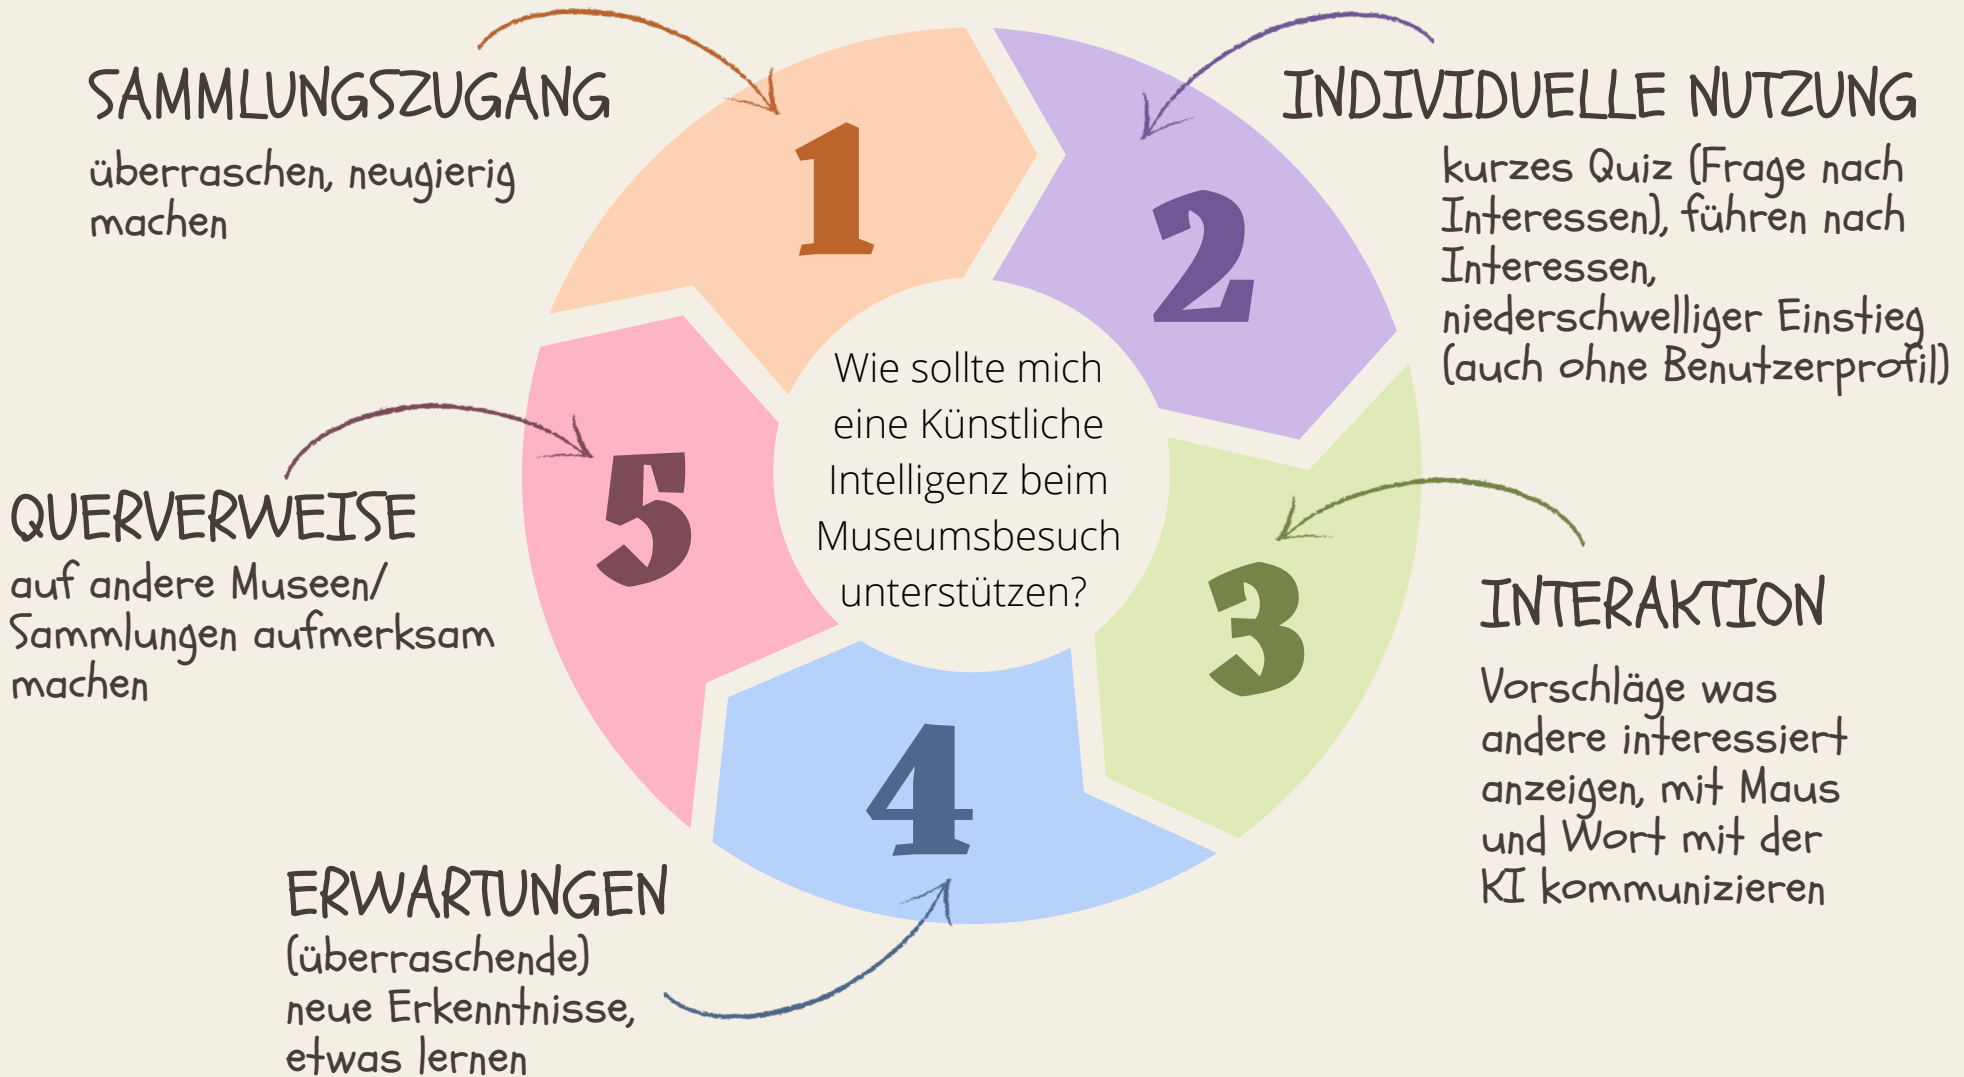 SAMMLUNGSZUGANG
überraschen, neugierig
machen
1
INDIVIDUELLE NUTZUNG
kurzes Quiz (Frage nach
Interessen), führen nach
Interessen,
niederschwelliger Einstieg
(auch ohne Benutzerprofil)
2
Wie sollte mich
eine Künstliche
Intelligenz beim
Museumsbesuch
unterstützen?
INTERAKTION
Vorschläge was
andere interessiert
anzeigen, mit Maus
und Wort mit der
KI kommunizieren
3
ERWARTUNGEN
(überraschende)
neue Erkenntnisse,
etwas lernen
4
QUERVERWEISE
auf andere Museen/
Sammlungen aufmerksam
machen
5